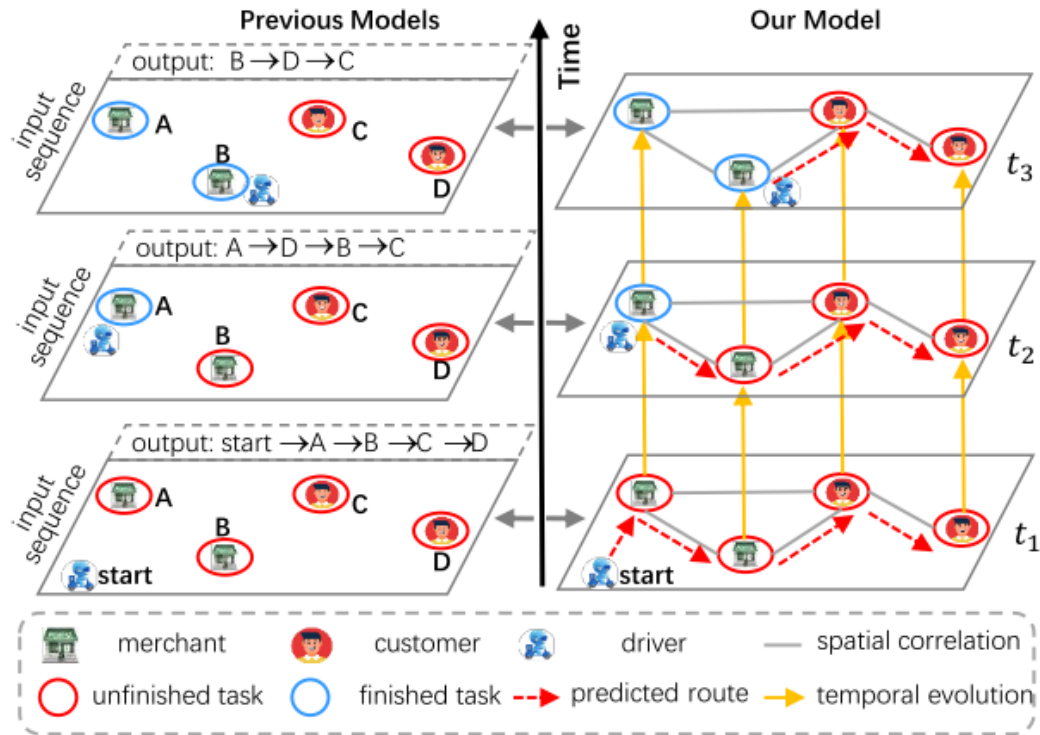 Previous Models
Our Model
Time
output: B→D→C
input sequence
A
B
C
D
t3
output: A→D→B→C
input sequence
A
B
C
D
t2
output: start→A→B→C→D
input sequence
A
B
C
D
start
start
t1
merchant customer driver spatial correlation
unfinished task finished task predicted route temporal evolution